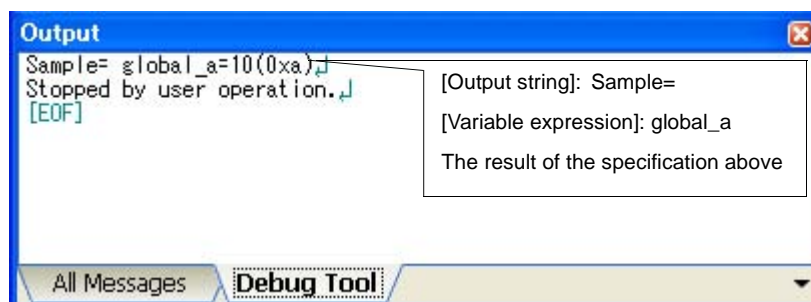 Output
Sample= global_a=10(0xa)↲
Stopped by user operation.↲
[EOF]
[Output string]: Sample=
[Variable expression]: global_a
The result of the specification above
All Messages
Debug Tool